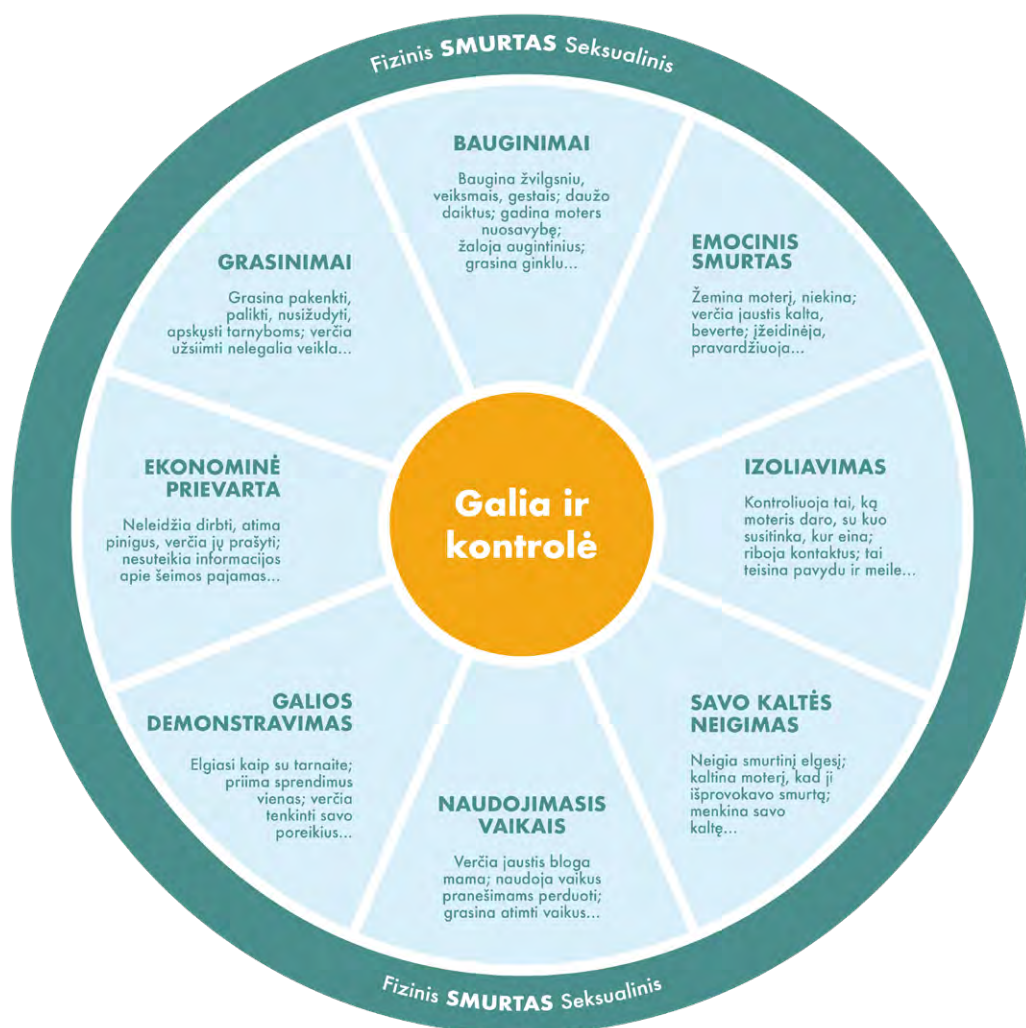 Fizinis SMURTAS Seksualinis
BAUGINIMAI
Baugina žvilgsniu,
veiksmais, gestais; daužo
daiktus; gadina moters
nuosavybę;
žaloja augintinius;
grasina ginklu...
EMOCINIS
SMURTAS
Žemina moterį, niekina;
verčia jaustis kalta,
beverte; įžeidinėja,
pravardžiuoja...
IZOLIAVIMAS
Kontroliuoja tai, ką
moteris daro, su kuo
susitinka, kur eina;
riboja kontaktus; tai
teisina pavydu ir meile...
SAVO KALTĖS
NEIGIMAS
Neigia smurtinį elgesį;
kaltina moterį, kad ji
išprovokavo smurtą;
menkina savo
kaltę...
NAUDOJIMASIS
VAIKAIS
Verčia jaustis bloga
mama; naudoja vaikus
pranešimams perduoti;
grasina atimti vaikus...
GALIOS
DEMONSTRAVIMAS
Elgiasi kaip su tarnaite;
priima sprendimus
vienas; verčia
tenkinti savo
poreikius...
EKONOMINĖ
PRIEVARTA
Neleidžia dirbti, atima
pinigus, verčia jų prašyti;
nesuteikia informacijos
apie šeimos pajamas...
GRASINIMAI
Grasina pakenkti,
palikti, nusižudyti,
apskųsti tarnyboms; verčia
užsiimti nelegalia veikla...
Galia ir
kontrolė
Fizinis SMURTAS Seksualinis